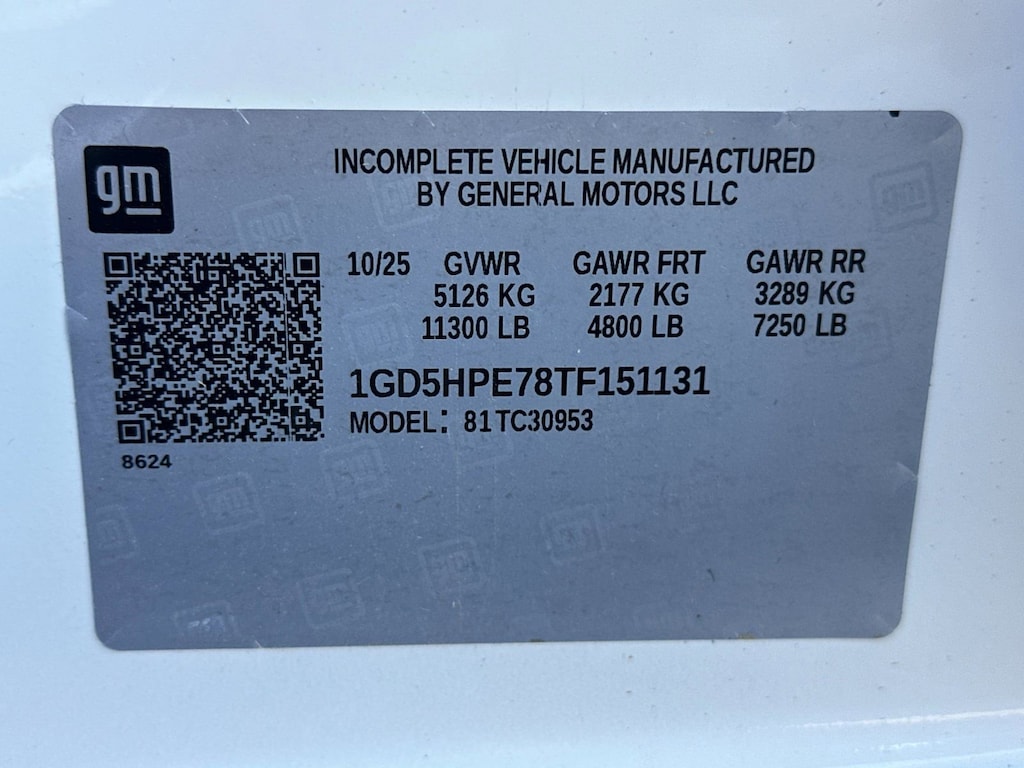 gm
INCOMPLETE VEHICLE MANUFACTURED
BY GENERAL MOTORS LLC
10/25 GVWR GAWR FRT GAWR RR
5126 KG 2177 KG 3289 KG
11300 LB 4800 LB 7250 LB
1GD5HPE78TF151131
MODEL: 81TC30953
8624